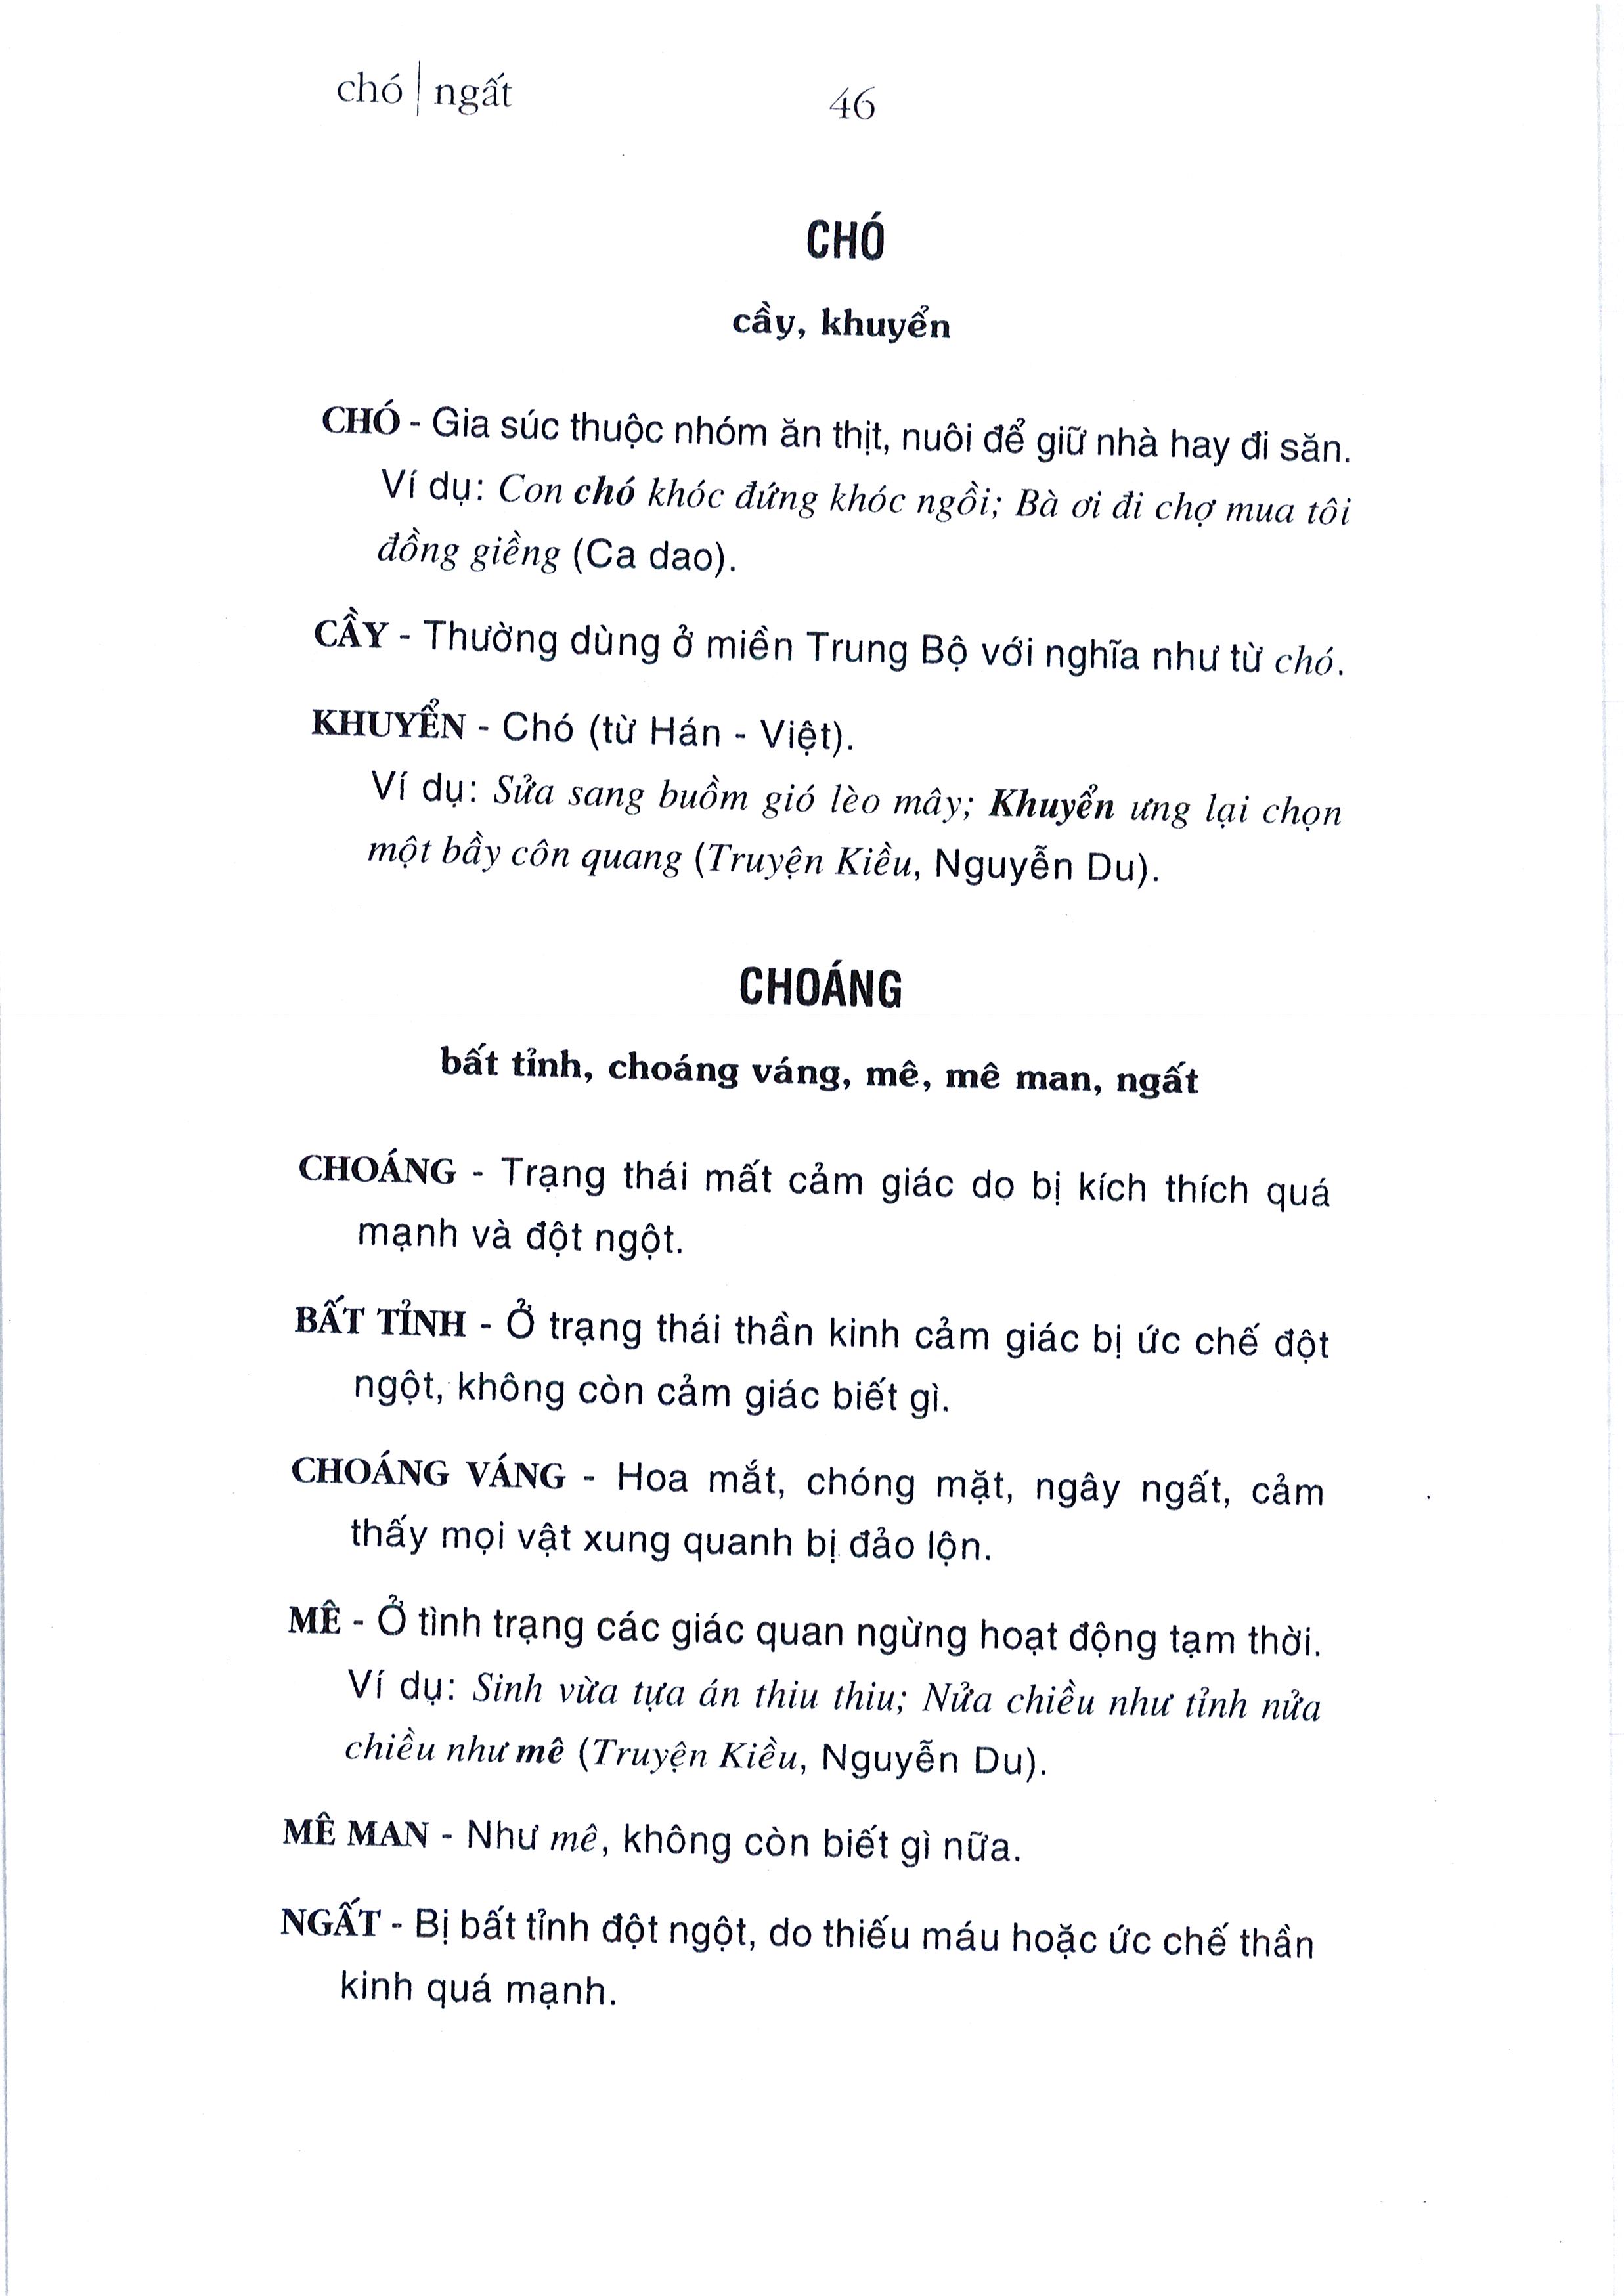 chó | ngất
46
CHÓ
cầy, khuyển
CHÓ - Gia súc thuộc nhóm ăn thịt, nuôi để giữ nhà hay đi săn.
Ví dụ: Con chó khóc đứng khóc ngồi; Bà ơi đi chợ mua tôi
đồng giềng (Ca dao).
CẦY - Thường dùng ở miền Trung Bộ với nghĩa như từ chó.
KHUYỂN - Chó (từ Hán - Việt).
Ví dụ: Sửa sang buồm gió lèo mây; Khuyển ưng lại chọn
một bầy côn quang (Truyện Kiều, Nguyễn Du).
CHOÁNG
bất tỉnh, choáng váng, mê, mê man, ngất
CHOÁNG - Trạng thái mất cảm giác do bị kích thích quá
mạnh và đột ngột.
BẤT TỈNH - Ở trạng thái thần kinh cảm giác bị ức chế đột
ngột, không còn cảm giác biết gì.
CHOÁNG VÁNG - Hoa mắt, chóng mặt, ngây ngất, cảm
thấy mọi vật xung quanh bị đảo lộn.
MÊ - Ở tình trạng các giác quan ngừng hoạt động tạm thời.
Ví dụ: Sinh vừa tựa án thiu thiu; Nửa chiều như tỉnh nửa
chiều như mê (Truyện Kiều, Nguyễn Du).
MÊ MAN - Như mê, không còn biết gì nữa.
NGẤT - Bị bất tỉnh đột ngột, do thiếu máu hoặc ức chế thần
kinh quá mạnh.